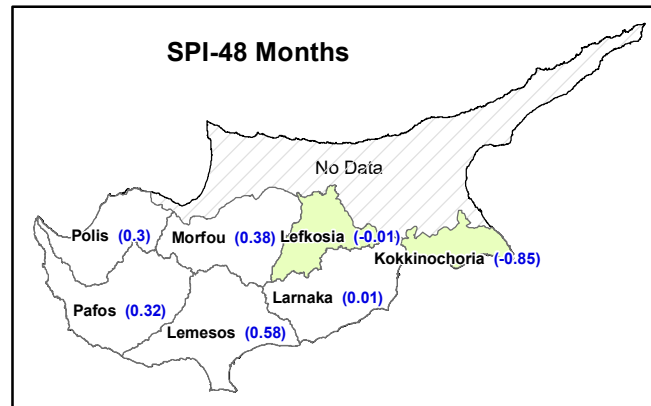 SPI-48 Months
No Data
Polis (0.3)
Morfou (0.38)
Lefkosia (-0.01)
Kokkinochoria (-0.85)
Pafos (0.32)
Larnaka (0.01)
Lemesos (0.58)